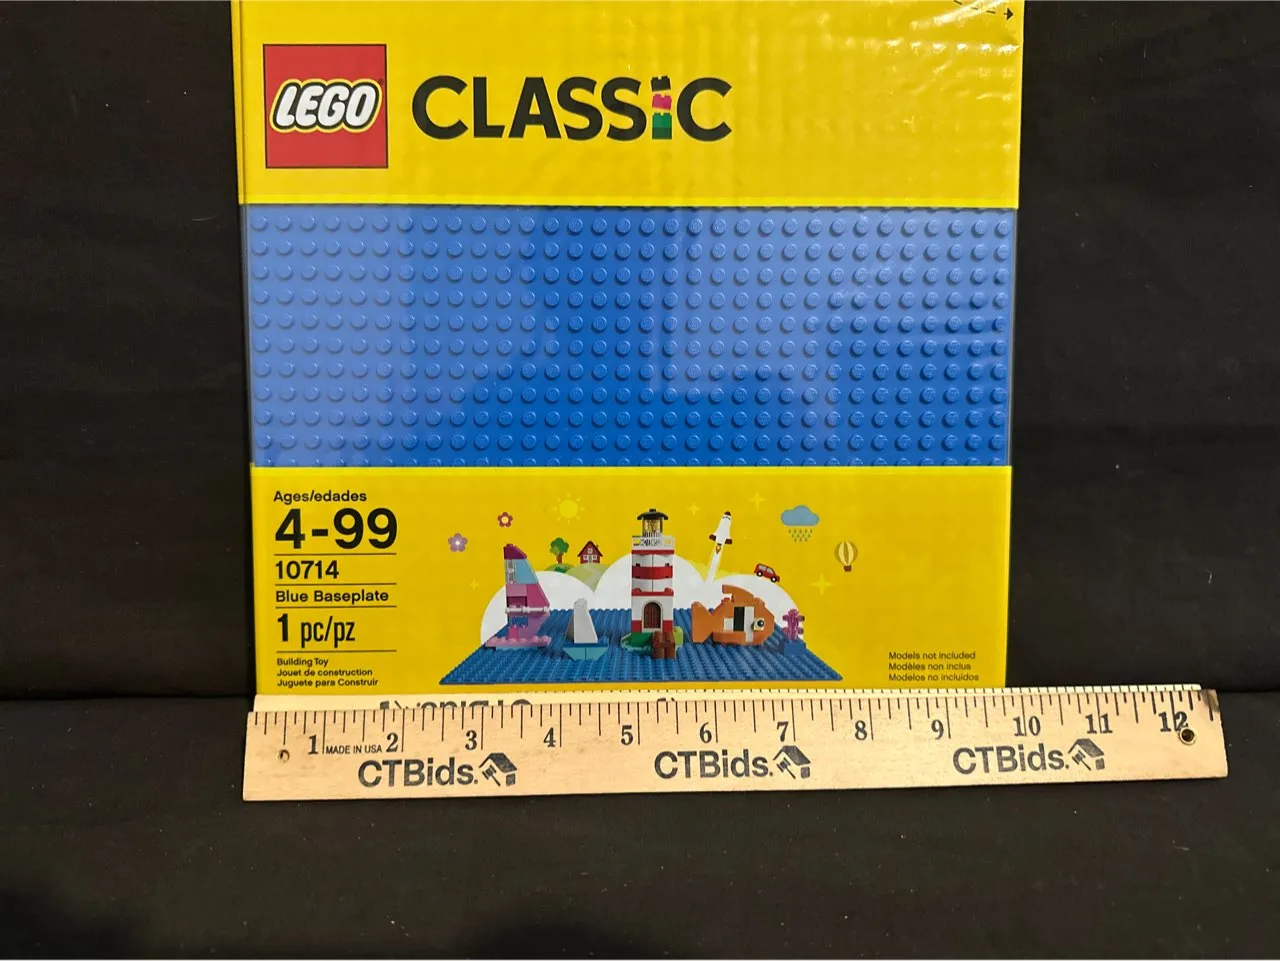 LEGO
CLASSIC
Ages/edades
4-99
10714
Blue Baseplate
1 pc/pz
Building Toy
Jouet de construction
Juguete para Construir
Models not included
Modèles non inclus
Modelos no incluidos
1 MADE IN USA 2 3 4 5 6 7 8 9 10 11 12
CTBids. CTBids. CTBids.